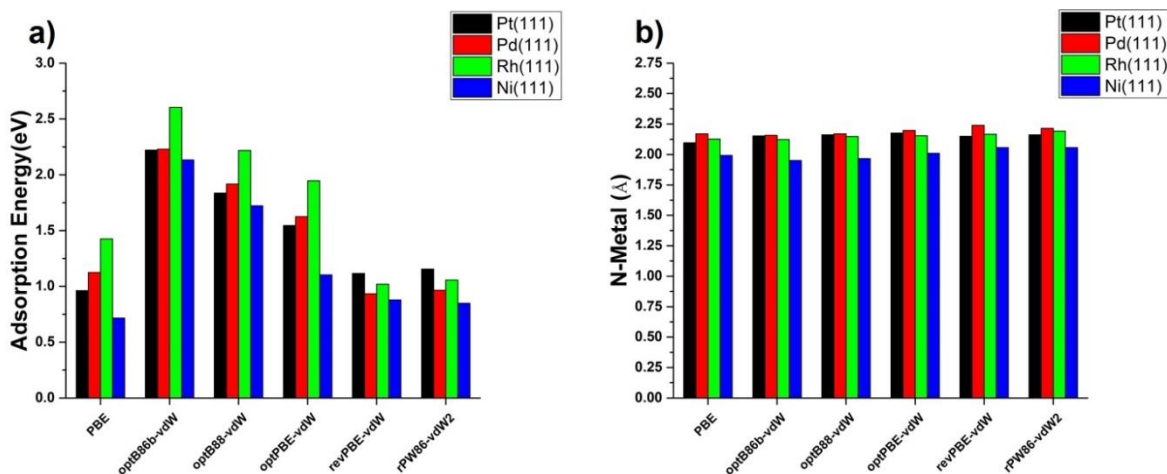 a)
Pt(111)
Pd(111)
Rh(111)
Ni(111)
Adsorption Energy(eV)
3.0
2.5
2.0
1.5
1.0
0.5
0.0
PBE
optB86b-vdW
optB88-vdW
optPBE-vdW
revPBE-vdW
rPW86-vdW2
b)
Pt(111)
Pd(111)
Rh(111)
Ni(111)
N-Metal (Å)
2.75
2.50
2.25
2.00
1.75
1.50
1.25
1.00
0.75
0.50
0.25
0.00
PBE
optB86b-vdW
optB88-vdW
optPBE-vdW
revPBE-vdW
rPW86-vdW2